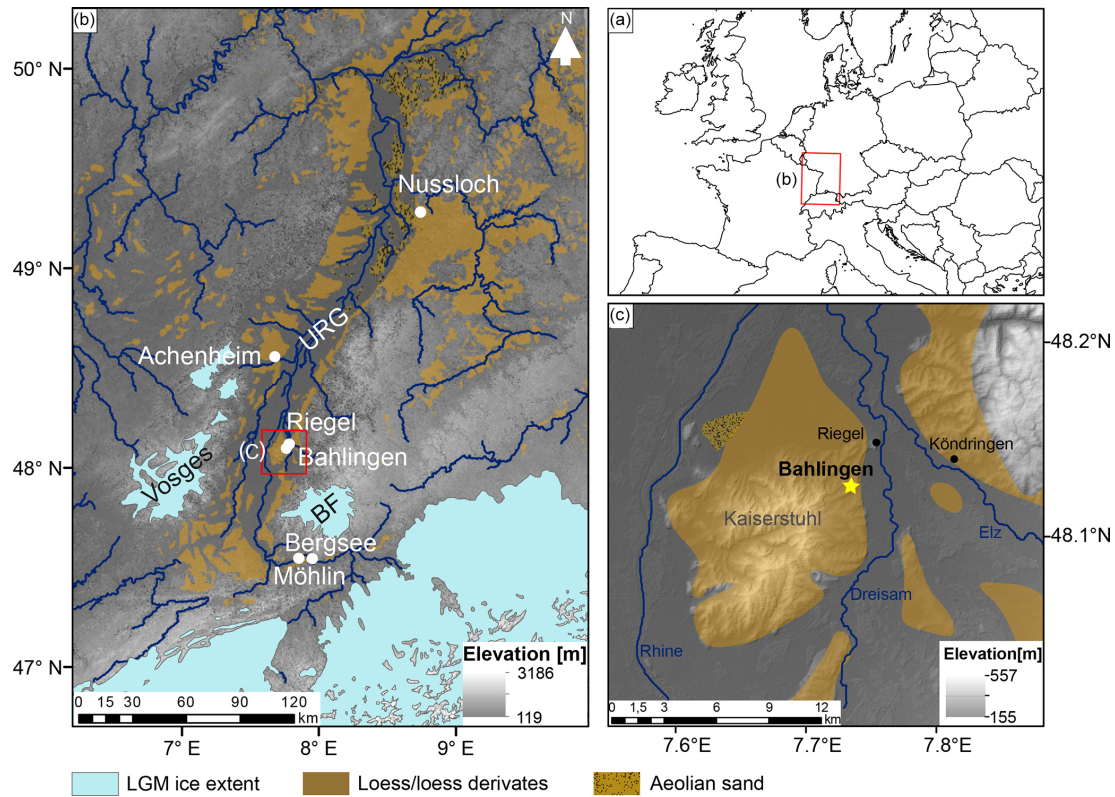 (b)
N
50° N
49° N
48° N
47° N
Nussloch
URG
Achenheim
Riegel
(c)
Bahlingen
Vosges
BF
Bergsee
Möhlin
Elevation [m]
3186
119
0 15 30 60 90 120
km
7° E
8° E
9° E
(a)
(b)
(c)
48.2°N
48.1°N
Riegel
Köndringen
Bahlingen
Kaiserstuhl
Elz
Dreisam
Rhine
Elevation[m]
-557
-155
0 1.5 3 6 9 12
km
7.6°E
7.7°E
7.8°E
LGM ice extent
Loess/loess derivates
Aeolian sand